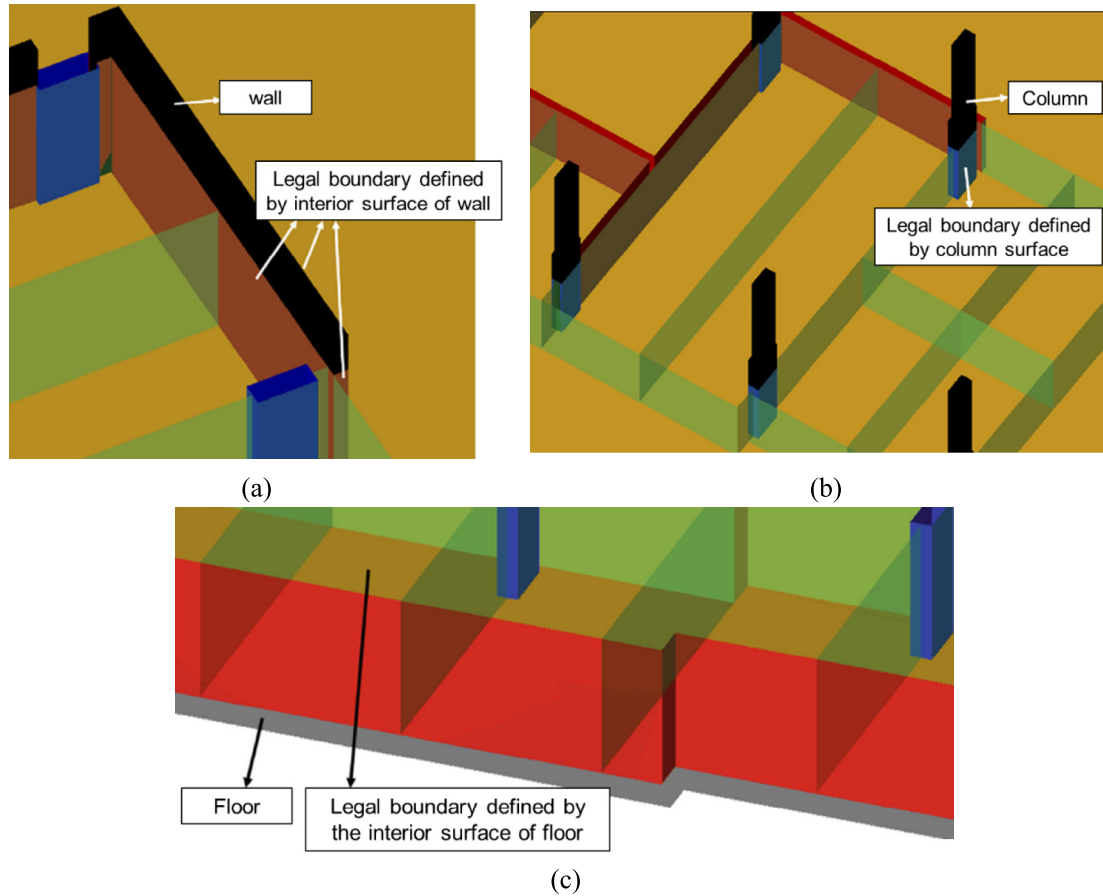 wall
Legal boundary defined
by interior surface of wall
(a)
Column
Legal boundary defined
by column surface
(b)
Floor
Legal boundary defined by
the interior surface of floor
(c)